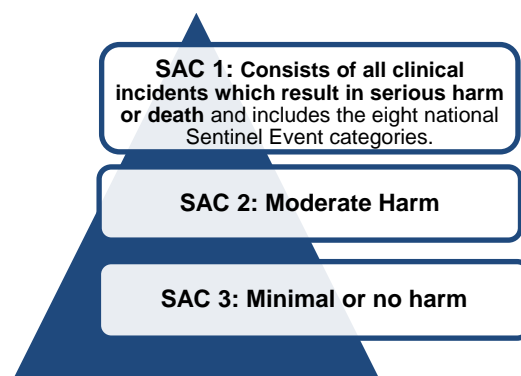 SAC 1: Consists of all clinical
incidents which result in serious harm
or death and includes the eight national
Sentinel Event categories.
SAC 2: Moderate Harm
SAC 3: Minimal or no harm